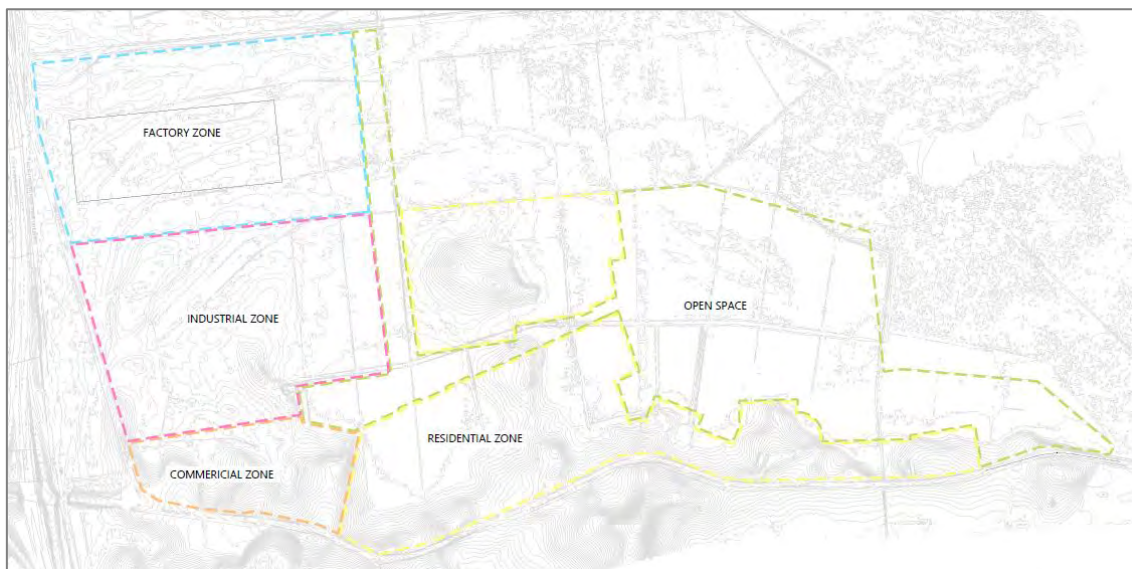 FACTORY ZONE
INDUSTRIAL ZONE
OPEN SPACE
RESIDENTIAL ZONE
COMMERICIAL ZONE